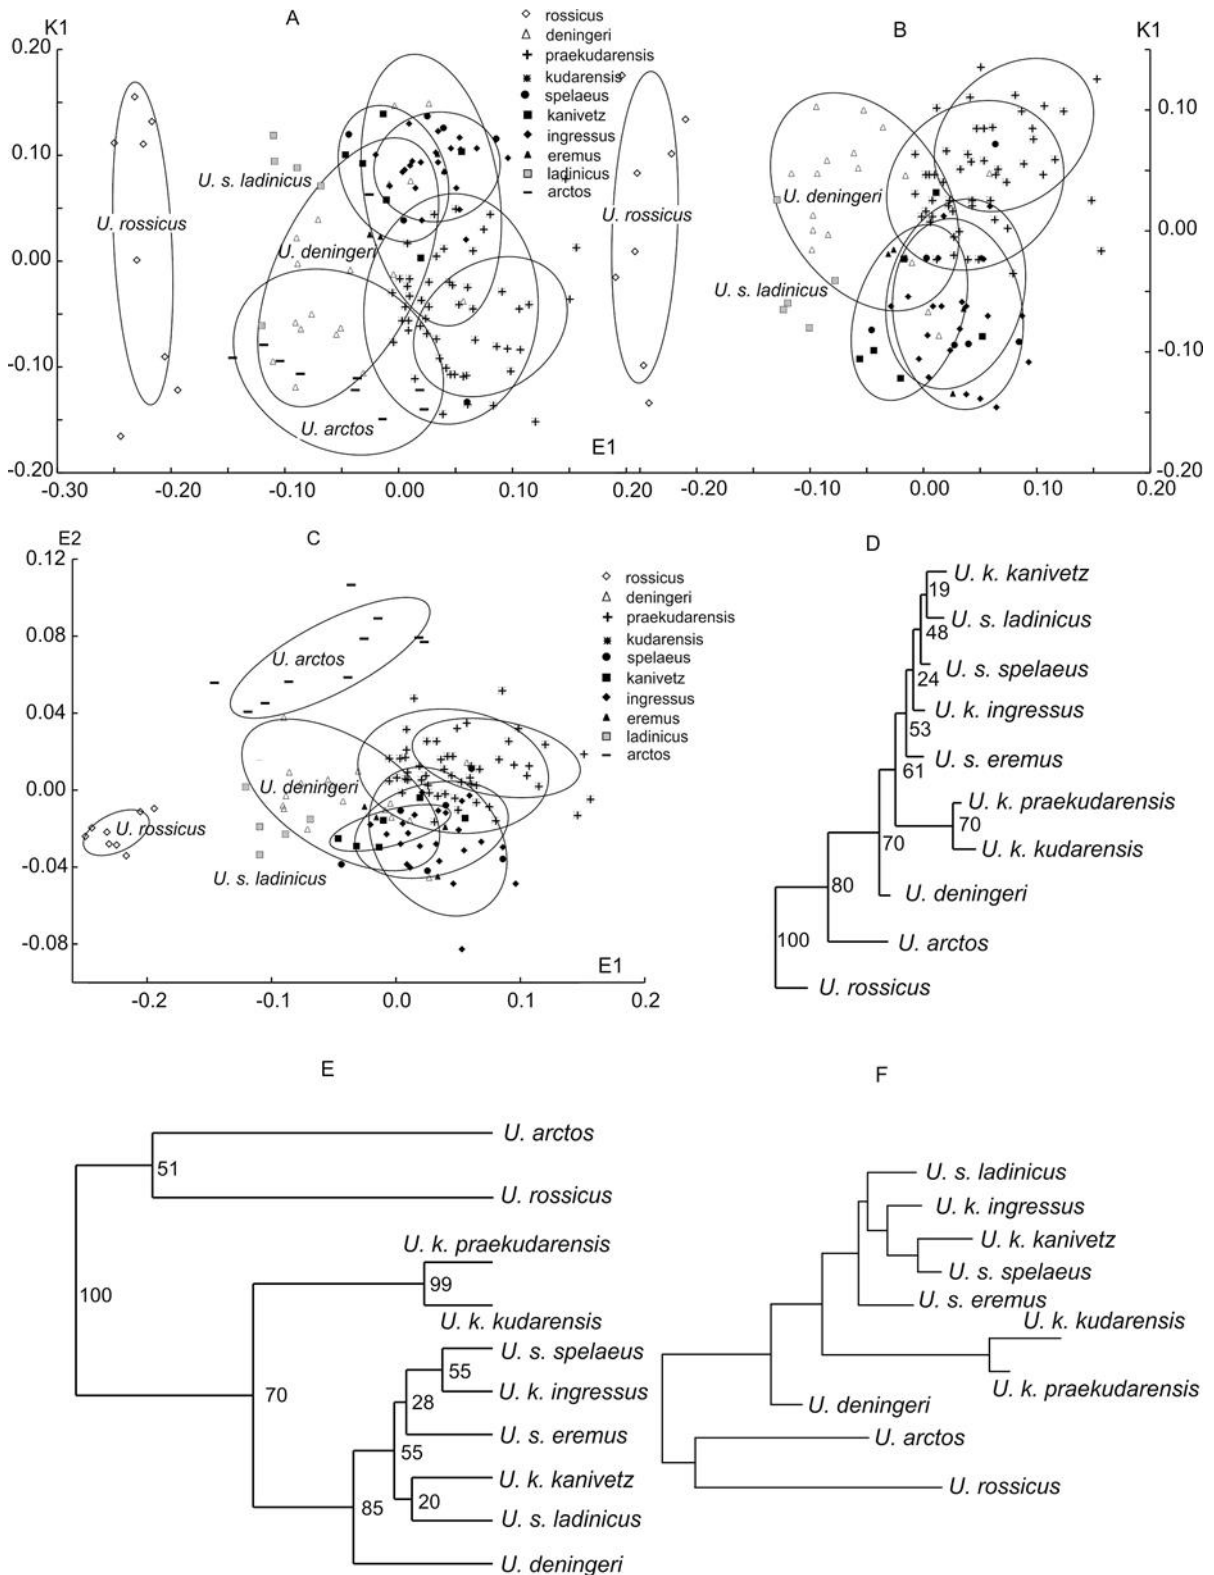 A
K1
0.20
0.10
0.00
-0.10
-0.20
-0.30
-0.10
0.00
0.10
0.20
E1
U. rossicus
U. s. ladinicus
U. deningeri
U. arctos
rossicus
deningeri
praekudarensis
kudarensis
spelaeus
kanivetz
ingressus
eremus
ladinicus
arctos
B
K1
0.10
0.00
-0.10
-0.20
-0.10
0.00
0.10
0.20
U. rossicus
U. deningeri
U. s. ladinicus
C
E2
0.12
0.08
0.04
0.00
-0.04
-0.08
-0.2
-0.1
0.0
0.1
0.2
E1
U. arctos
U. deningeri
U. rossicus
U. s. ladinicus
rossicus
deningeri
praekudarensis
kudarensis
spelaeus
kanivetz
ingressus
eremus
ladinicus
arctos
D
U. k. kanivetz
19
U. s. ladinicus
48
U. s. spelaeus
24
U. k. ingressus
53
U. s. eremus
61
U. k. praekudarensis
70
70
U. k. kudarensis
80
U. deningeri
100
U. arctos
U. rossicus
E
U. arctos
51
U. rossicus
U. k. praekudarensis
99
100
U. k. kudarensis
U. s. spelaeus
55
U. k. ingressus
70
28
U. s. eremus
55
U. k. kanivetz
85
20
U. s. ladinicus
U. deningeri
F
U. s. ladinicus
U. k. ingressus
U. k. kanivetz
U. s. spelaeus
U. s. eremus
U. k. kudarensis
U. k. praekudarensis
U. deningeri
U. arctos
U. rossicus